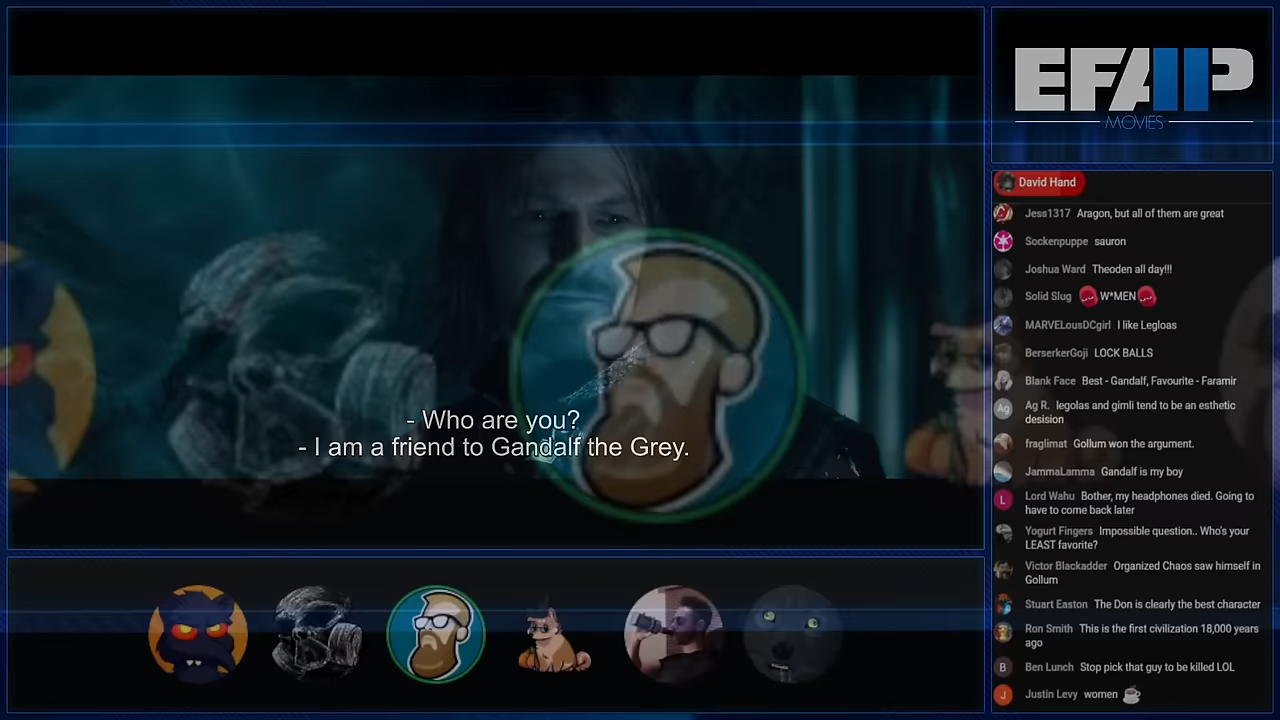 EFAP
MOVIES
- Who are you?
- I am a friend to Gandalf the Grey.
David Hand
Jess1317 Aragon, but all of them are great
Sockenpuppe sauron
Joshua Ward Theoden all day!!!
Solid Slug W*MEN
MARVELousDCgirl I like Legloas
BerserkerGoji LOCK BALLS
Blank Face Best - Gandalf, Favourite - Faramir
Ag
Ag R. legolas and gimli tend to be an esthetic
desision
fraglimat Gollum won the argument.
JammaLamma Gandalf is my boy
L
Lord Wahu Bother, my headphones died. Going to
have to come back later
Yogurt Fingers Impossible question.. Who's your
LEAST favorite?
Victor Blackadder Organized Chaos saw himself in
Gollum
Stuart Easton The Don is clearly the best character
Ron Smith This is the first civilization 18,000 years
ago
B
Ben Lunch Stop pick that guy to be killed LOL
J
Justin Levy women